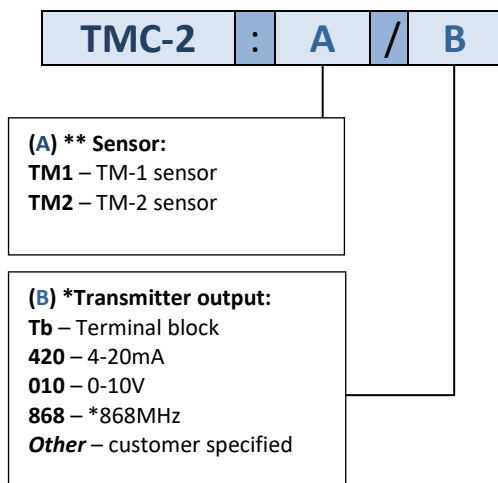 TMC-2 : A / B
(A) ** Sensor:
TM1 – TM-1 sensor
TM2 – TM-2 sensor
(B) *Transmitter output:
Tb – Terminal block
420 – 4-20mA
010 – 0-10V
868 – *868MHz
Other – customer specified